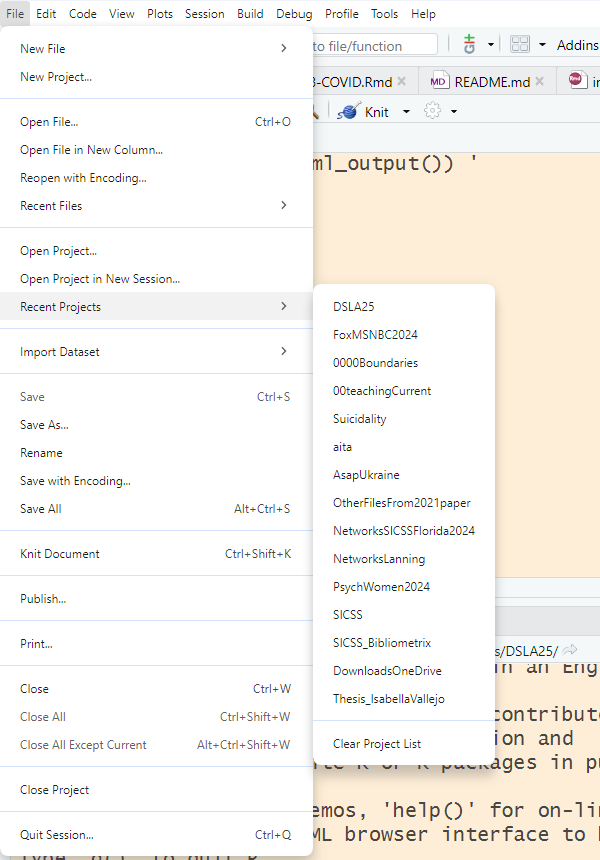 File Edit Code View Plots Session Build Debug Profile Tools Help
New File
to file/function
Addins
New Project...
3-COVID.Rmd
MD README.md
Open File... Ctrl+O
Knit
Open File in New Column...
Reopen with Encoding...
ml_output()) '
Recent Files
Open Project...
Open Project in New Session...
Recent Projects
DSLA25
FoxMSNBC2024
0000Boundaries
00teachingCurrent
Suicidality
aita
AsapUkraine
OtherFilesFrom2021paper
NetworksSICSSFlorida2024
NetworksLanning
PsychWomen2024
SICSS
SICSS_Bibliometrix
DownloadsOneDrive
Thesis_IsabellaVallejo
Clear Project List
Import Dataset
Save Ctrl+S
Save As...
Rename
Save with Encoding...
Save All Alt+Ctrl+S
Knit Document Ctrl+Shift+K
Publish...
Print...
Close Ctrl+W
Close All Ctrl+Shift+W
Close All Except Current Alt+Ctrl+Shift+W
Close Project
Quit Session... Ctrl+Q
s/DSLA25/
in an Eng
contribut
ion and
packages in pu
emos, 'help()' for on-lin
ML browser interface to h